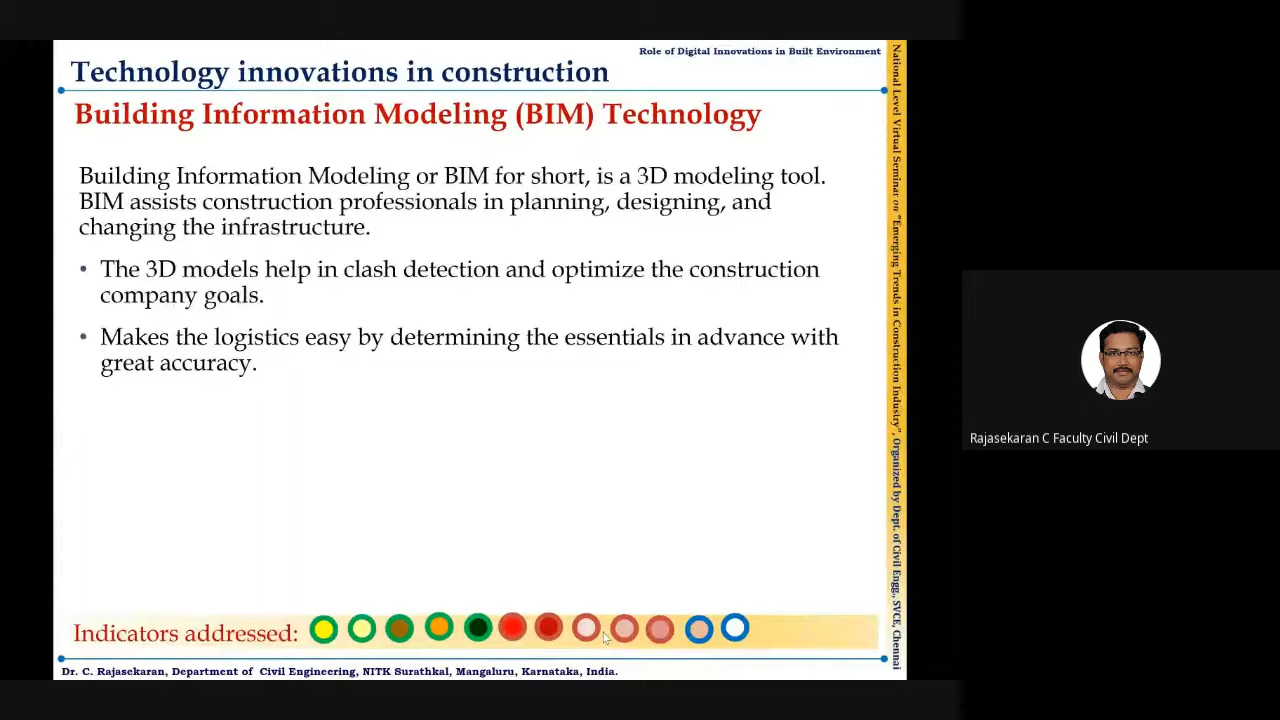 Role of Digital Innovations in Built Environment
Technology innovations in construction
Building Information Modeling (BIM) Technology
Building Information Modeling or BIM for short, is a 3D modeling tool.
BIM assists construction professionals in planning, designing, and
changing the infrastructure.
• The 3D models help in clash detection and optimize the construction
company goals.
• Makes the logistics easy by determining the essentials in advance with
great accuracy.
Indicators addressed:
Dr. C. Rajasekaran, Department of Civil Engineering, NITK Surathkal, Mangaluru, Karnataka, India.
National Level Virtual Seminar on "Emerging Trends in Construction Industry", Organized by Dept. of Civil Engg., SVCE, Chennai
Rajasekaran C Faculty Civil Dept